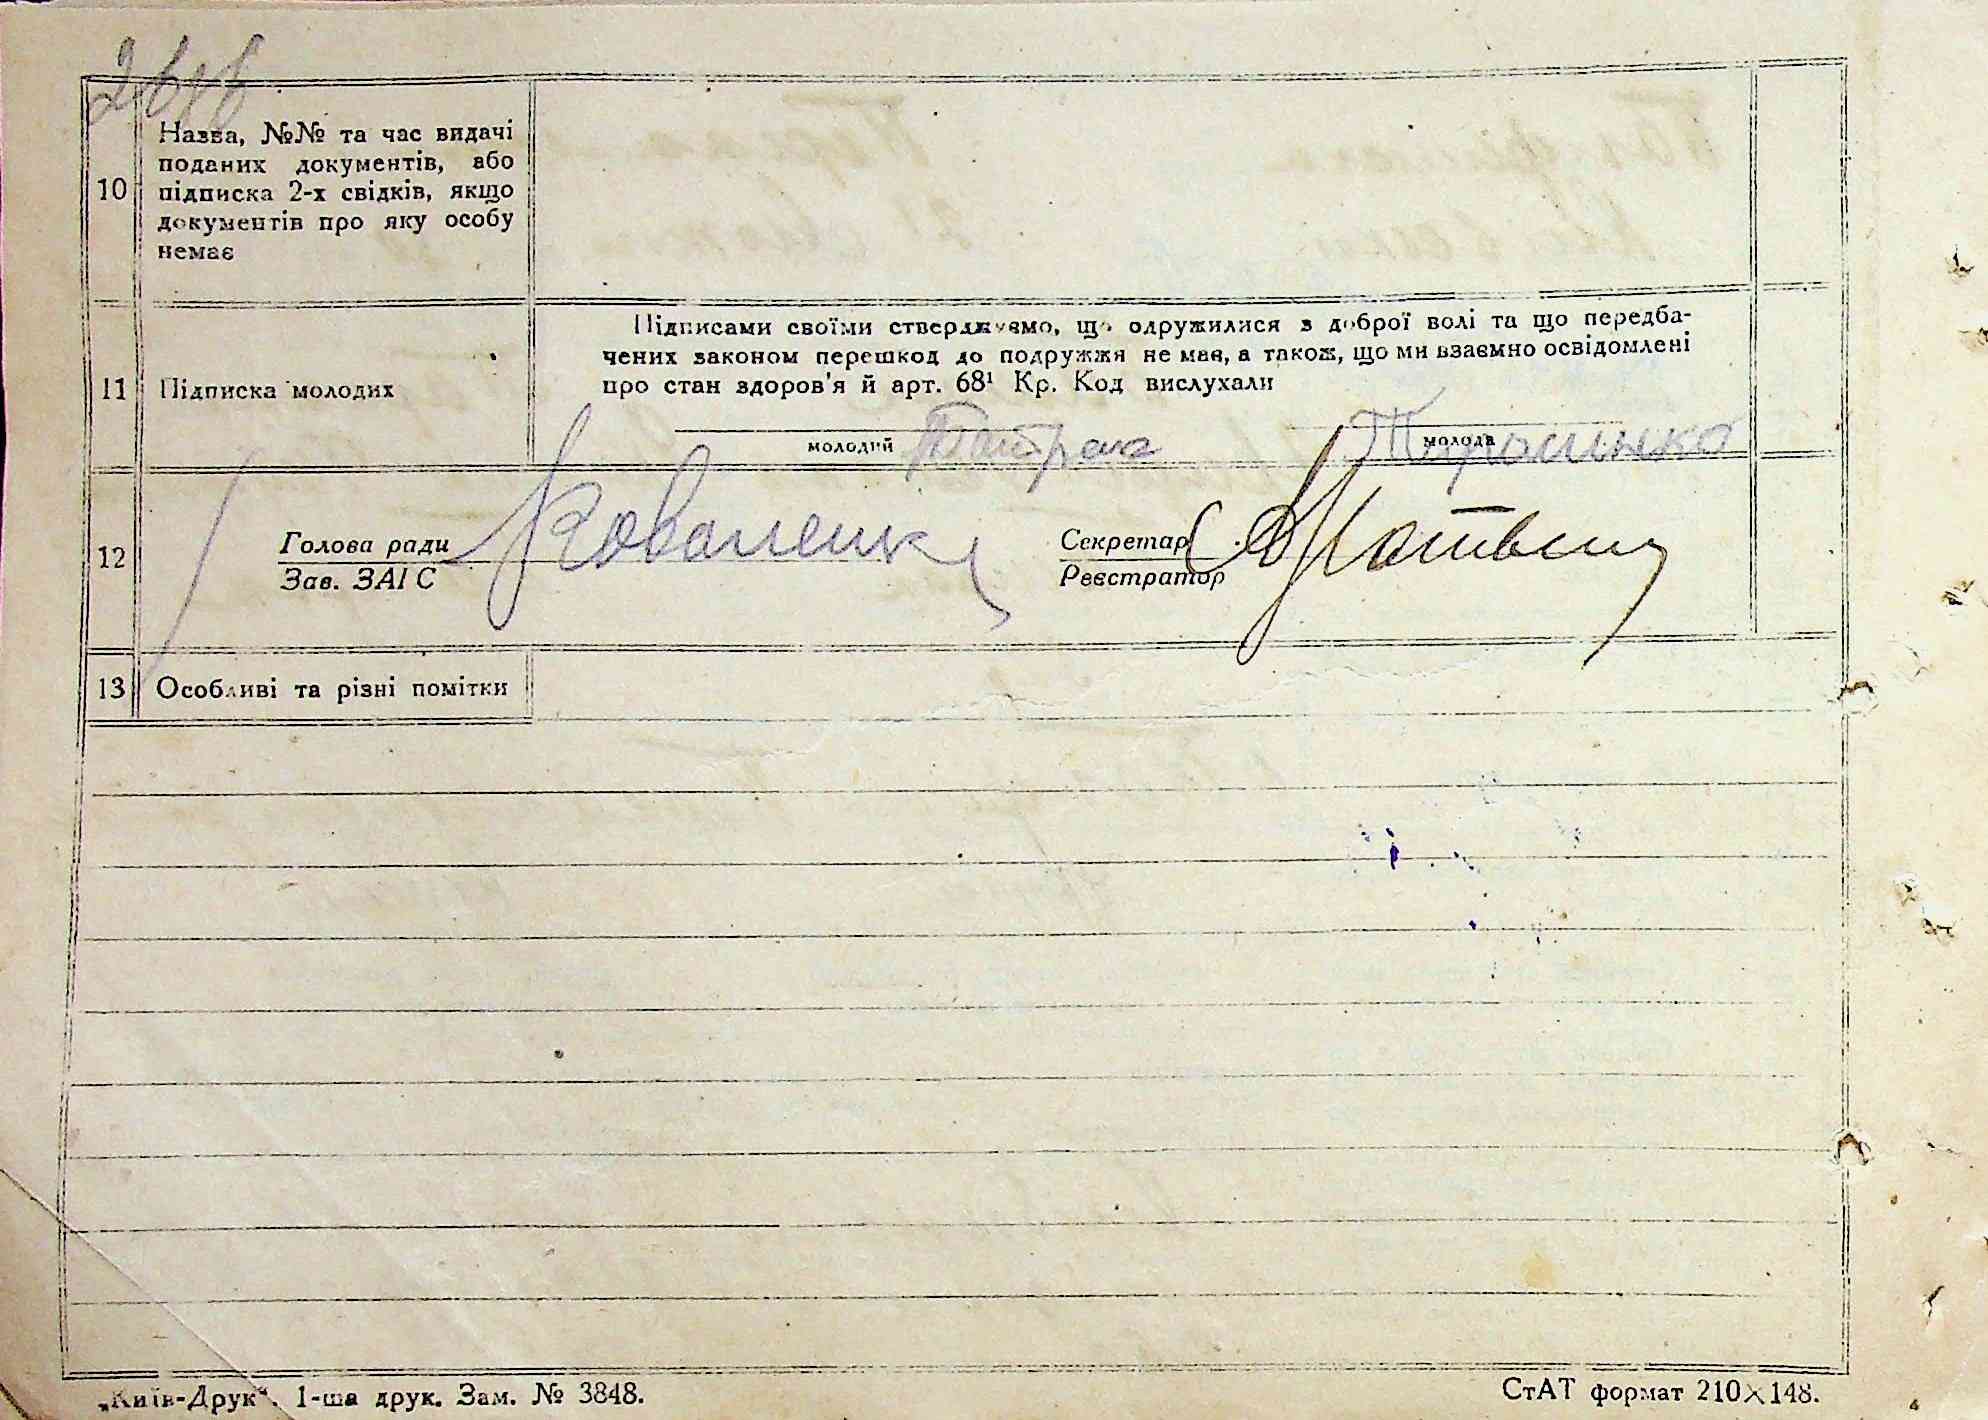 10
Назва, №№ та час видачі
поданих документів, або
підписка 2-х свідків, якщо
документів про яку особу
немає
11
Підписка молодих
Підписами своїми стверджуємо, що одружилися з доброї волі та що передба-
чених законом перешкод до подружжя не має, а також, що ми взаємно освідомлені
про стан здоров'я й арт. 68¹ Кр. Код вислухали
молодий
молода
12
Голова ради Коваленк
Зав. ЗАГС
Секретар
Реєстратор
13
Особливі та різні помітки
„Київ-Друк“. 1-ша друк. Зам. № 3848.
СтАТ формат 210×148.